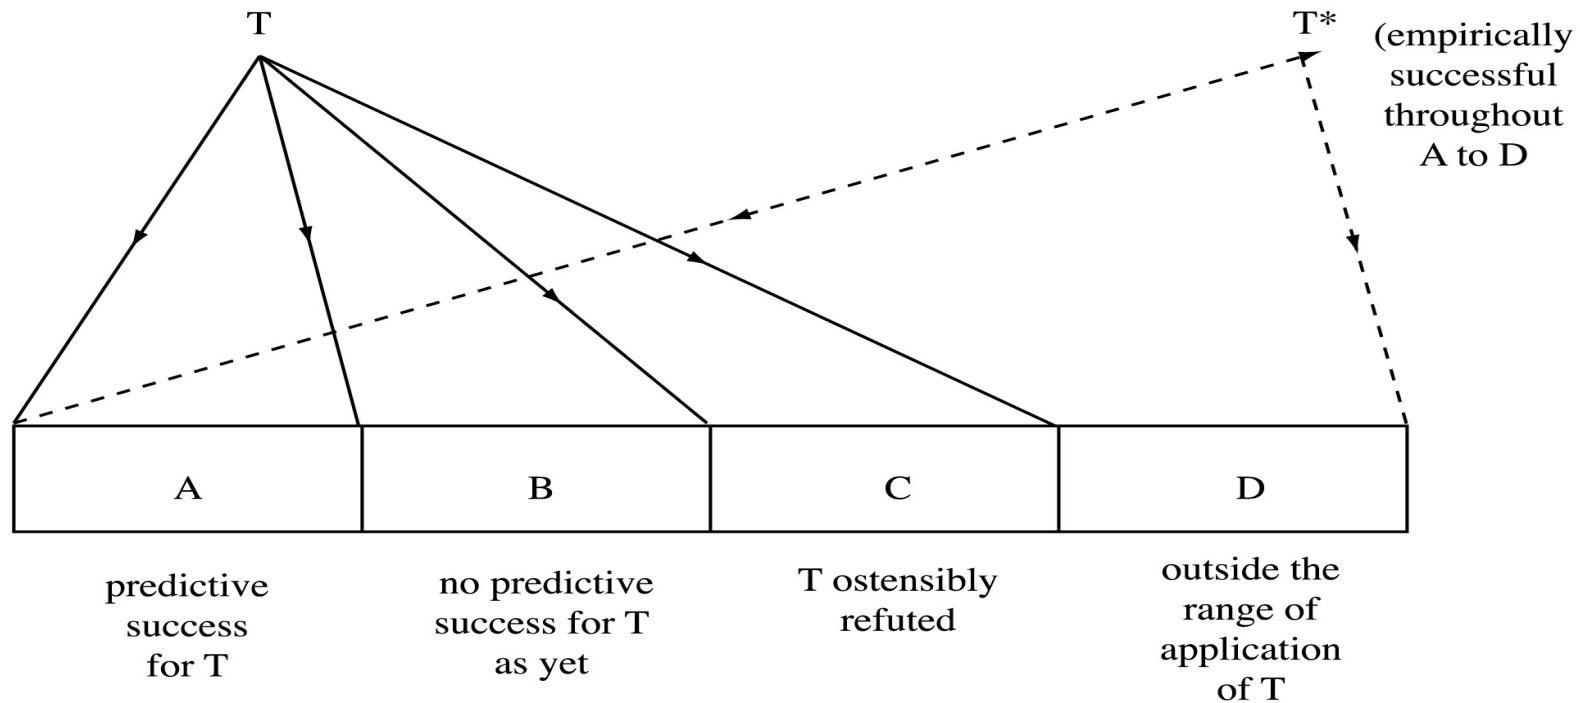 T
T*
(empirically
successful
throughout
A to D
A
B
C
D
predictive
success
for T
no predictive
success for T
as yet
T ostensibly
refuted
outside the
range of
application
of T